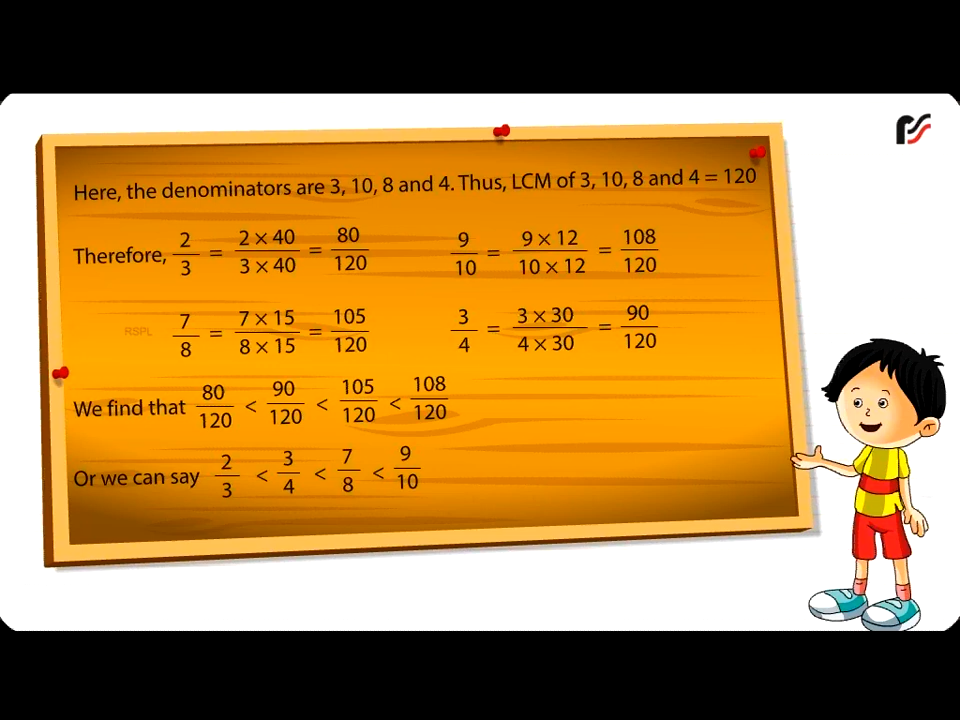 Here, the denominators are 3, 10, 8 and 4. Thus, LCM of 3, 10, 8 and 4 = 120
Therefore, 2/3 = 2 × 40/3 × 40 = 80/120 9/10 = 9 × 12/10 × 12 = 108/120
RSPL 7/8 = 7 × 15/8 × 15 = 105/120 3/4 = 3 × 30/4 × 30 = 90/120
We find that 80/120 < 90/120 < 105/120 < 108/120
Or we can say 2/3 < 3/4 < 7/8 < 9/10